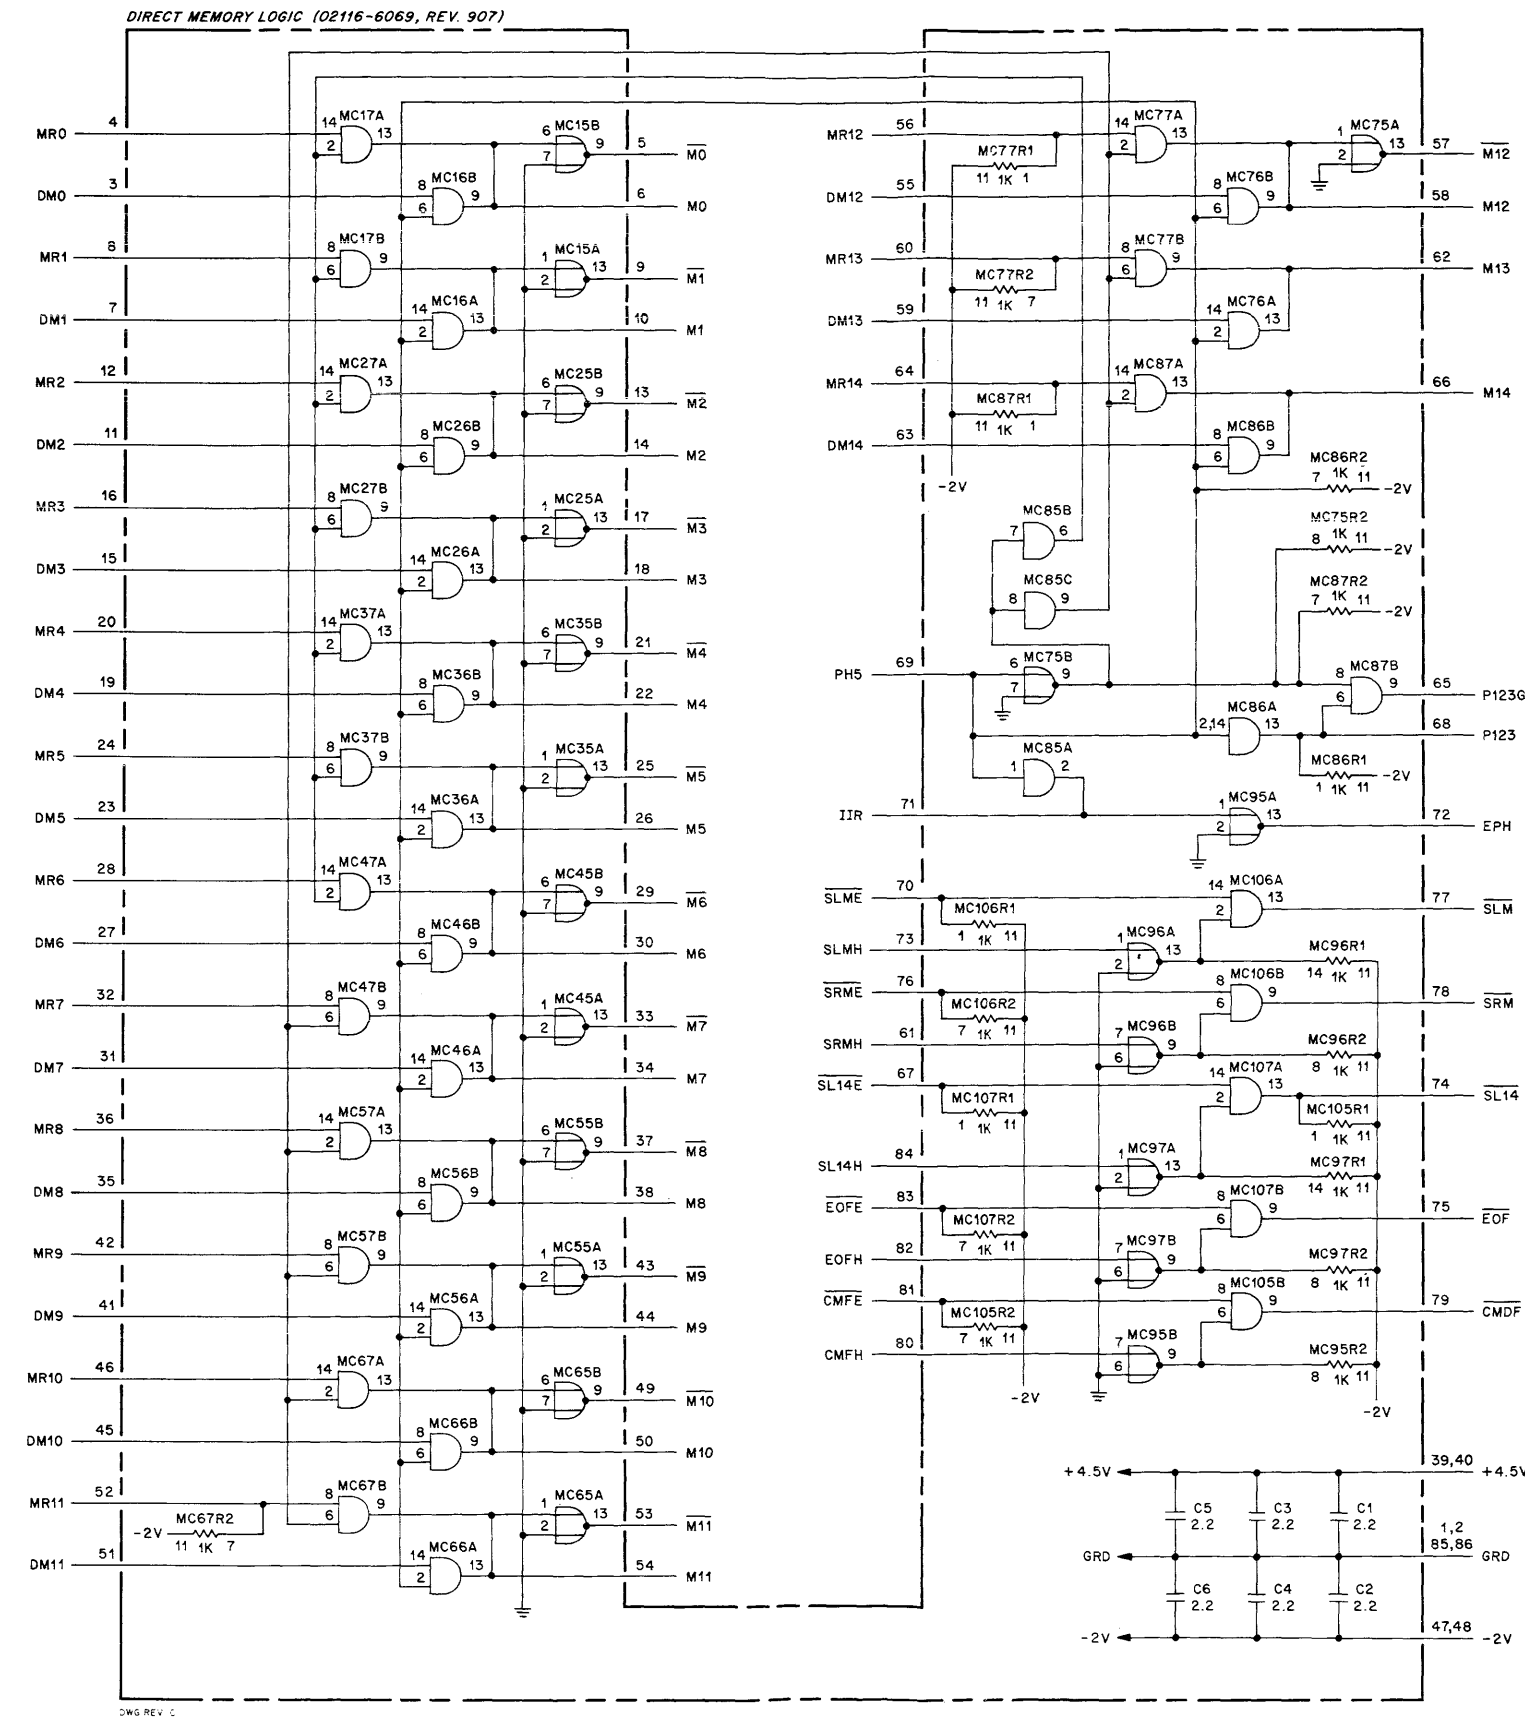 DIRECT MEMORY LOGIC (02116-6069, REV. 907)
MR0 4 14 2 MC17A 13 6 7 MC15B 9 5 M̅0̅
DM0 3 8 6 MC16B 9 6 M0
MR1 8 8 6 MC17B 9 1 2 MC15A 13 9 M̅1̅
DM1 7 14 2 MC16A 13 10 M1
MR2 12 14 2 MC27A 13 6 7 MC25B 9 13 M̅2̅
DM2 11 8 6 MC26B 9 14 M2
MR3 16 8 6 MC27B 9 1 2 MC25A 13 17 M̅3̅
DM3 15 14 2 MC26A 13 18 M3
MR4 20 14 2 MC37A 13 6 7 MC35B 9 21 M̅4̅
DM4 19 8 6 MC36B 9 22 M4
MR5 24 8 6 MC37B 9 1 2 MC35A 13 25 M̅5̅
DM5 23 14 2 MC36A 13 26 M5
MR6 28 14 2 MC47A 13 6 7 MC45B 9 29 M̅6̅
DM6 27 8 6 MC46B 9 30 M6
MR7 32 8 6 MC47B 9 1 2 MC45A 13 33 M̅7̅
DM7 31 14 2 MC46A 13 34 M7
MR8 36 14 2 MC57A 13 6 7 MC55B 9 37 M̅8̅
DM8 35 8 6 MC56B 9 38 M8
MR9 42 8 6 MC57B 9 1 2 MC55A 13 43 M̅9̅
DM9 41 14 2 MC56A 13 44 M9
MR10 46 14 2 MC67A 13 6 7 MC65B 9 49 M̅1̅0̅
DM10 45 8 6 MC66B 9 50 M10
MR11 52 8 6 MC67B 9 1 2 MC65A 13 53 M̅1̅1̅
-2V 11 MC67R2 1K 7
DM11 51 14 2 MC66A 13 54 M11
MR12 56 14 2 MC77A 13 1 2 MC75A 13 57 M̅1̅2̅
MC77R1 11 1K 1
DM12 55 8 6 MC76B 9 58 M12
MR13 60 8 6 MC77B 9 62 M13
MC77R2 11 1K 7
DM13 59 14 2 MC76A 13
MR14 64 14 2 MC87A 13 66 M14
MC87R1 11 1K 1
DM14 63 8 6 MC86B 9
-2V
MC86R2 7 1K 11 -2V
7 MC85B 6
MC75R2 8 1K 11 -2V
8 MC85C 9
MC87R2 7 1K 11 -2V
PH5 69 6 7 MC75B 9
8 6 MC87B 9 65 P123G
2,14 MC86A 13 68 P123
1 MC85A 2
MC86R1 1 1K 11 -2V
IIR 71 1 2 MC95A 13 72 EPH
S̅L̅M̅E̅ 70 14 2 MC106A 13 77 S̅L̅M̅
MC106R1 1 1K 11
SLMH 73 1 2 MC96A 13 MC96R1 14 1K 11
S̅R̅M̅E̅ 76 8 6 MC106B 9 78 S̅R̅M̅
MC106R2 7 1K 11
SRMH 61 7 6 MC96B 9 MC96R2 8 1K 11
S̅L̅1̅4̅E̅ 67 14 2 MC107A 13 74 S̅L̅1̅4̅
MC107R1 1 1K 11
MC105R1 1 1K 11
SL14H 84 1 2 MC97A 13 MC97R1 14 1K 11
E̅O̅F̅E̅ 83 8 6 MC107B 9 75 E̅O̅F̅
MC107R2 7 1K 11
EOFH 82 7 6 MC97B 9 MC97R2 8 1K 11
C̅M̅F̅E̅ 81 8 6 MC105B 9 79 C̅M̅D̅F̅
MC105R2 7 1K 11
CMFH 80 7 6 MC95B 9 MC95R2 8 1K 11
-2V
-2V
+4.5V 39,40 +4.5V
C5 2.2 C3 2.2 C1 2.2
GRD 1,2 85,86 GRD
C6 2.2 C4 2.2 C2 2.2
-2V 47,48 -2V
DWG REV C